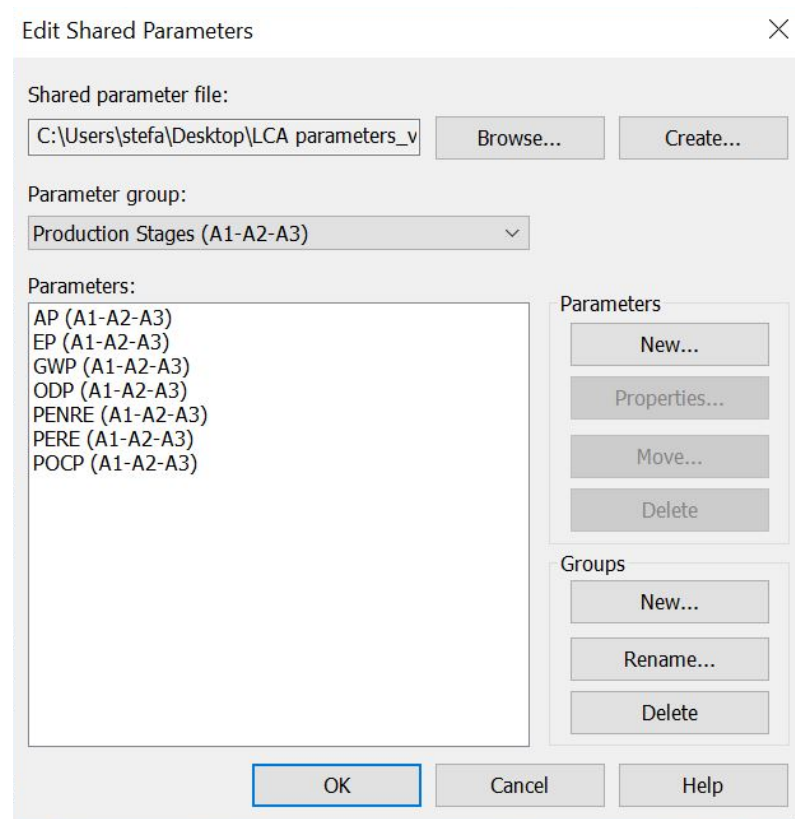 Edit Shared Parameters
Shared parameter file:
C:\Users\stefa\Desktop\LCA parameters_v
Browse...
Create...
Parameter group:
Production Stages (A1-A2-A3)
Parameters:
AP (A1-A2-A3)
EP (A1-A2-A3)
GWP (A1-A2-A3)
ODP (A1-A2-A3)
PENRE (A1-A2-A3)
PERE (A1-A2-A3)
POCP (A1-A2-A3)
Parameters
New...
Properties...
Move...
Delete
Groups
New...
Rename...
Delete
OK
Cancel
Help